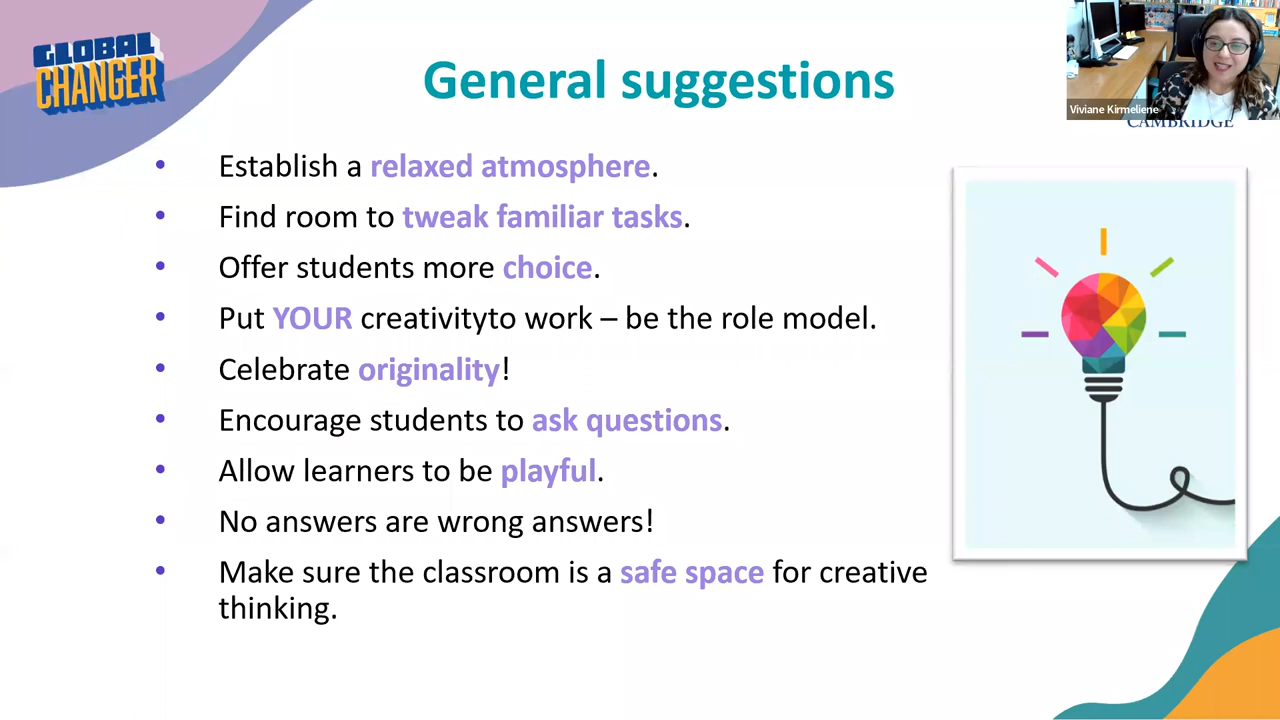 GLOBAL
CHANGER
General suggestions
Viviane Kirmeliene
CAMBRIDGE
• Establish a relaxed atmosphere.
• Find room to tweak familiar tasks.
• Offer students more choice.
• Put YOUR creativityto work – be the role model.
• Celebrate originality!
• Encourage students to ask questions.
• Allow learners to be playful.
• No answers are wrong answers!
• Make sure the classroom is a safe space for creative
thinking.